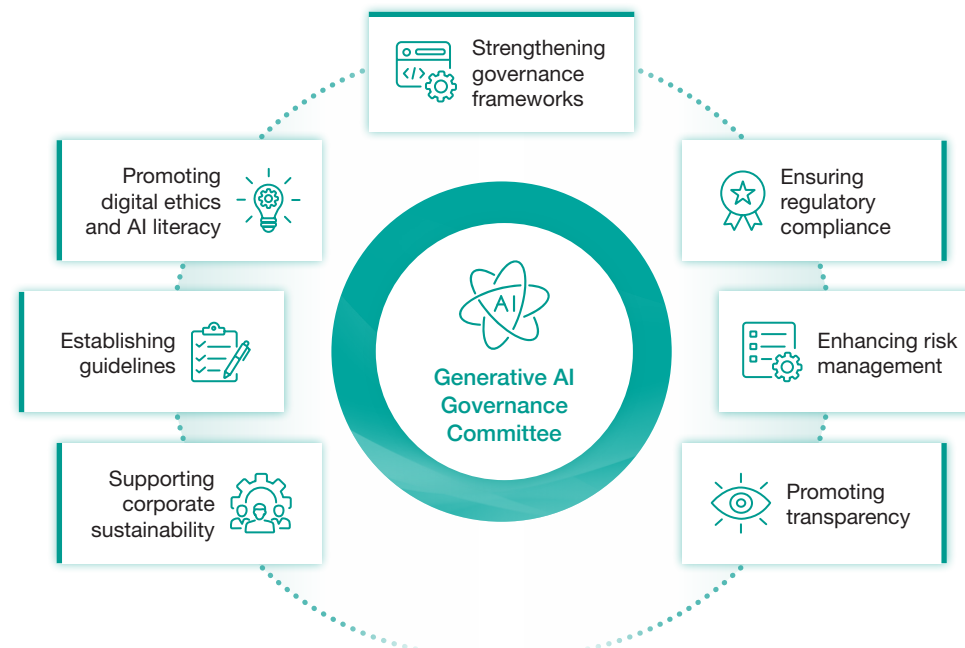 Strengthening
governance
frameworks
Promoting
digital ethics
and AI literacy
</>
Ensuring
regulatory
compliance
AI
Generative AI
Governance
Committee
Establishing
guidelines
Enhancing risk
management
Supporting
corporate
sustainability
Promoting
transparency